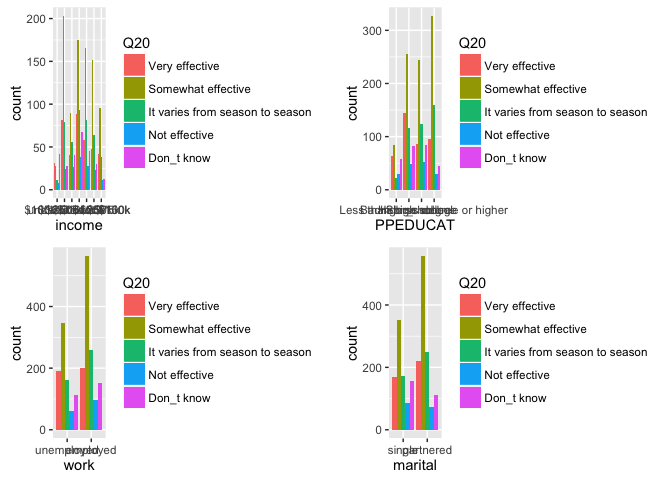 count
200
150
100
50
0
income
Q20
Very effective
Somewhat effective
It varies from season to season
Not effective
Don_t know
count
300
200
100
0
PPEDUCAT
Q20
Very effective
Somewhat effective
It varies from season to season
Not effective
Don_t know
count
400
200
0
unemployed employed
work
Q20
Very effective
Somewhat effective
It varies from season to season
Not effective
Don_t know
count
400
200
0
single partnered
marital
Q20
Very effective
Somewhat effective
It varies from season to season
Not effective
Don_t know